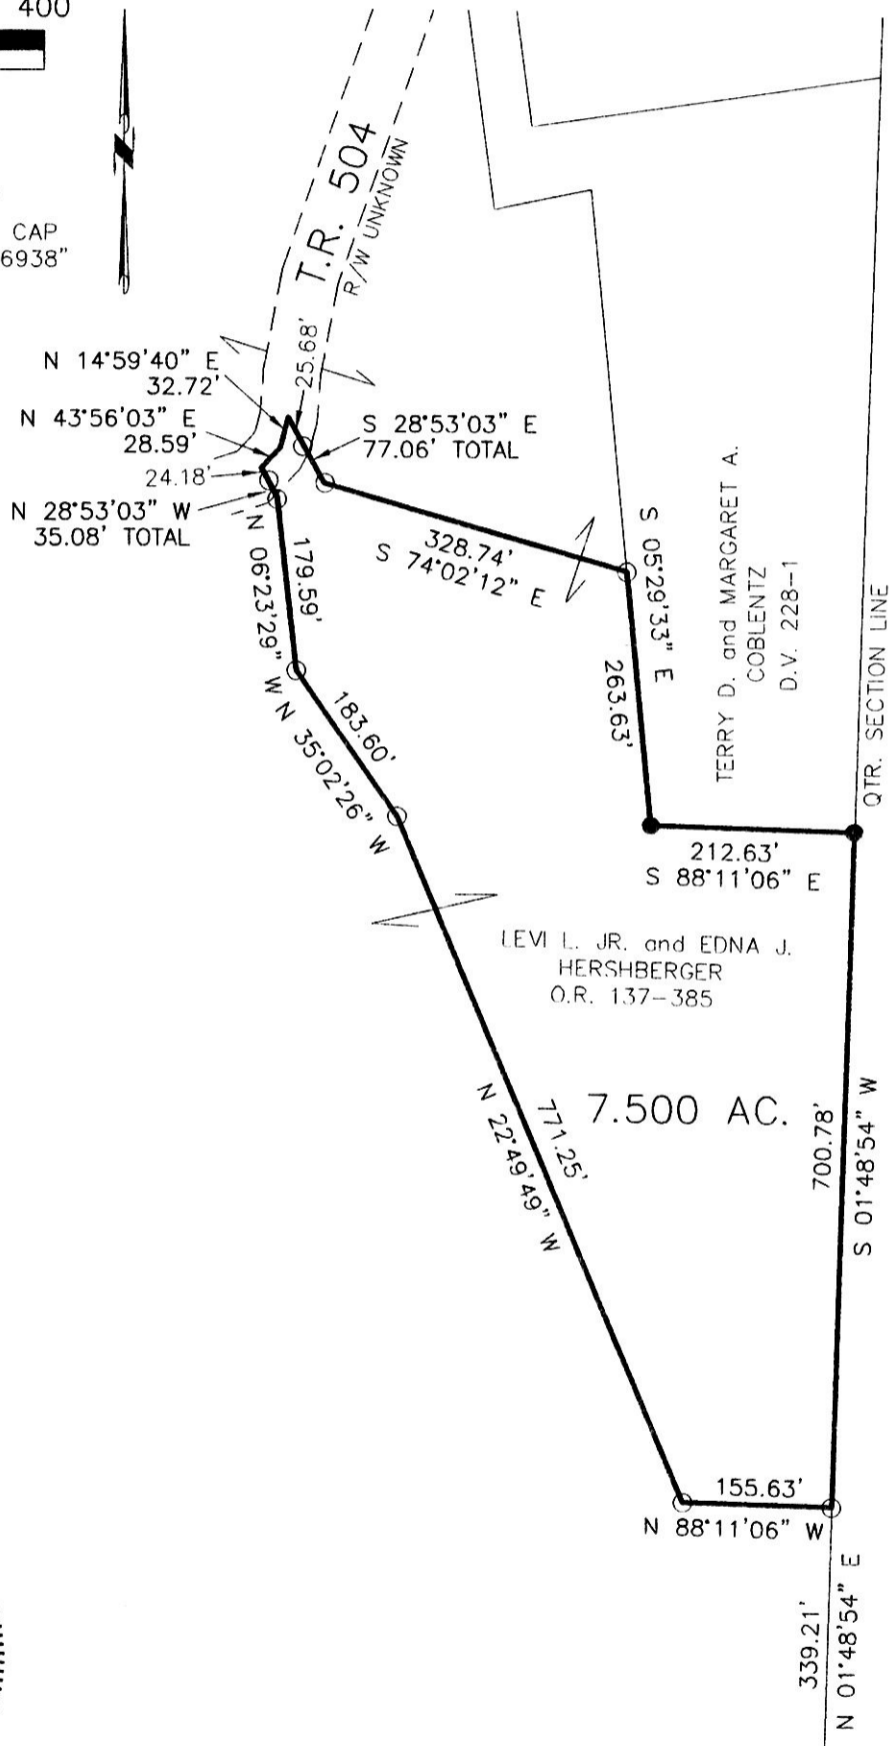 400
CAP
6938"
T.R. 504
R/W UNKNOWN
N 14°59'40" E
32.72'
25.68'
N 43°56'03" E
28.59'
24.18'
N 28°53'03" W
35.08' TOTAL
S 28°53'03" E
77.06' TOTAL
328.74'
S 74°02'12" E
S 05°29'33" E
263.63'
TERRY D. and MARGARET A.
COBLENTZ
D.V. 228-1
QTR. SECTION LINE
179.59'
N 06°23'29" W
183.60'
N 35°02'26" W
212.63'
S 88°11'06" E
LEVI L. JR. and EDNA J.
HERSHBERGER
O.R. 137-385
7.500 AC.
771.25'
N 22°49'49" W
700.78'
S 01°48'54" W
155.63'
N 88°11'06" W
339.21'
N 01°48'54" E